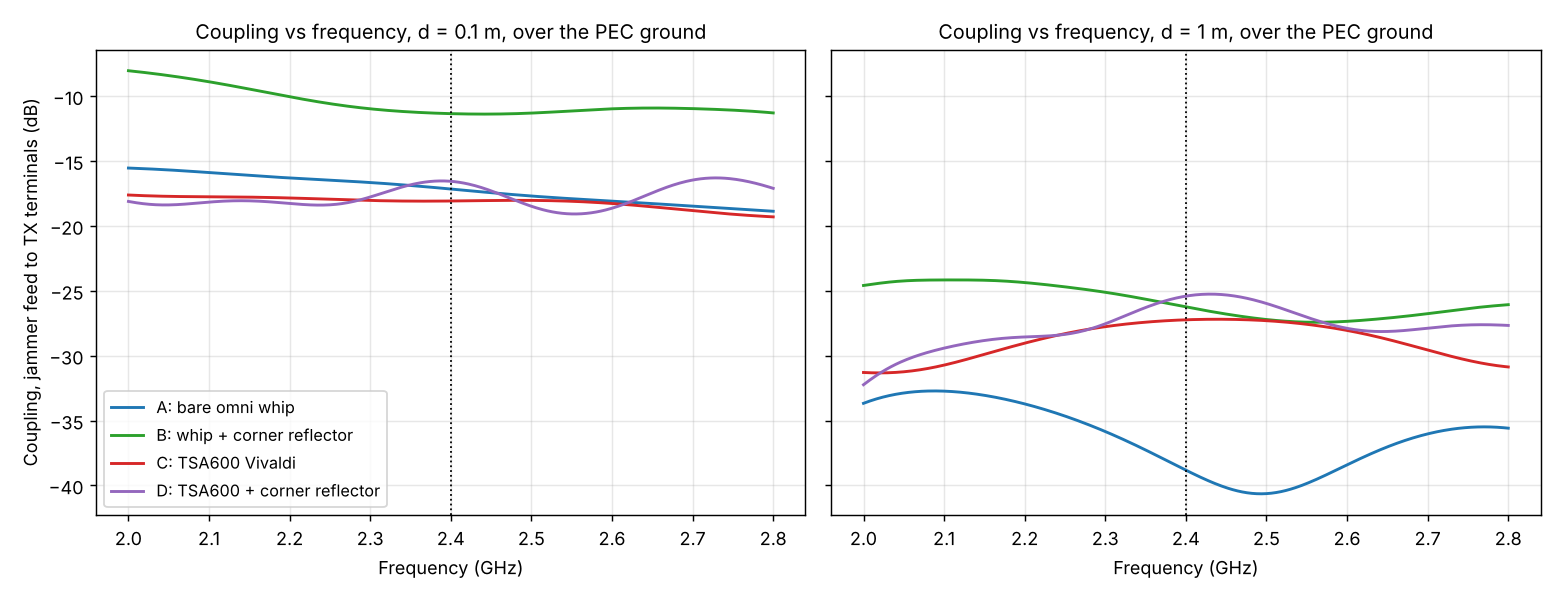 Coupling vs frequency, d = 0.1 m, over the PEC ground
Coupling, jammer feed to TX terminals (dB)
−10
−15
−20
−25
−30
−35
−40
A: bare omni whip
B: whip + corner reflector
C: TSA600 Vivaldi
D: TSA600 + corner reflector
2.0 2.1 2.2 2.3 2.4 2.5 2.6 2.7 2.8
Frequency (GHz)
Coupling vs frequency, d = 1 m, over the PEC ground
2.0 2.1 2.2 2.3 2.4 2.5 2.6 2.7 2.8
Frequency (GHz)